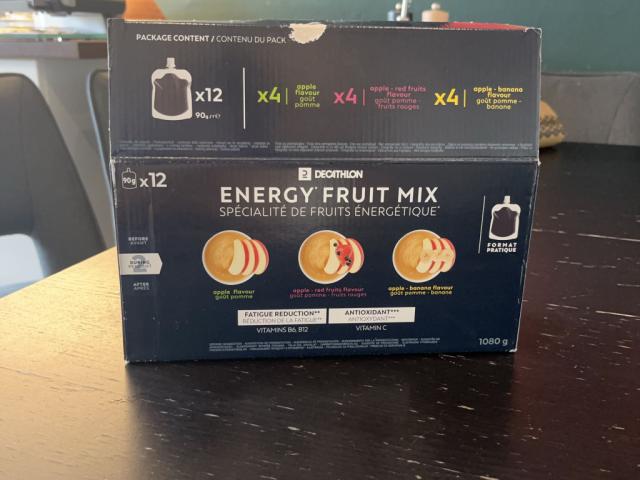 PACKAGE CONTENT / CONTENU DU PACK
x12
90g
x4
apple
flavour
goût
pomme
x4
apple - red fruits
flavour
goût pomme -
fruits rouges
x4
apple - banana
flavour
goût pomme -
banane
90g x12
DECATHLON
ENERGY* FRUIT MIX
SPÉCIALITÉ DE FRUITS ÉNERGÉTIQUE*
FORMAT
PRATIQUE
BEFORE
AVANT
DURING
2
AFTER
APRÈS
apple flavour
goût pomme
apple - red fruits flavour
goût pomme - fruits rouges
apple - banana flavour
goût pomme - banane
FATIGUE REDUCTION**
RÉDUCTION DE LA FATIGUE**
VITAMINS B6, B12
ANTIOXIDANT***
ANTIOXYDANT***
VITAMIN C
1080 g